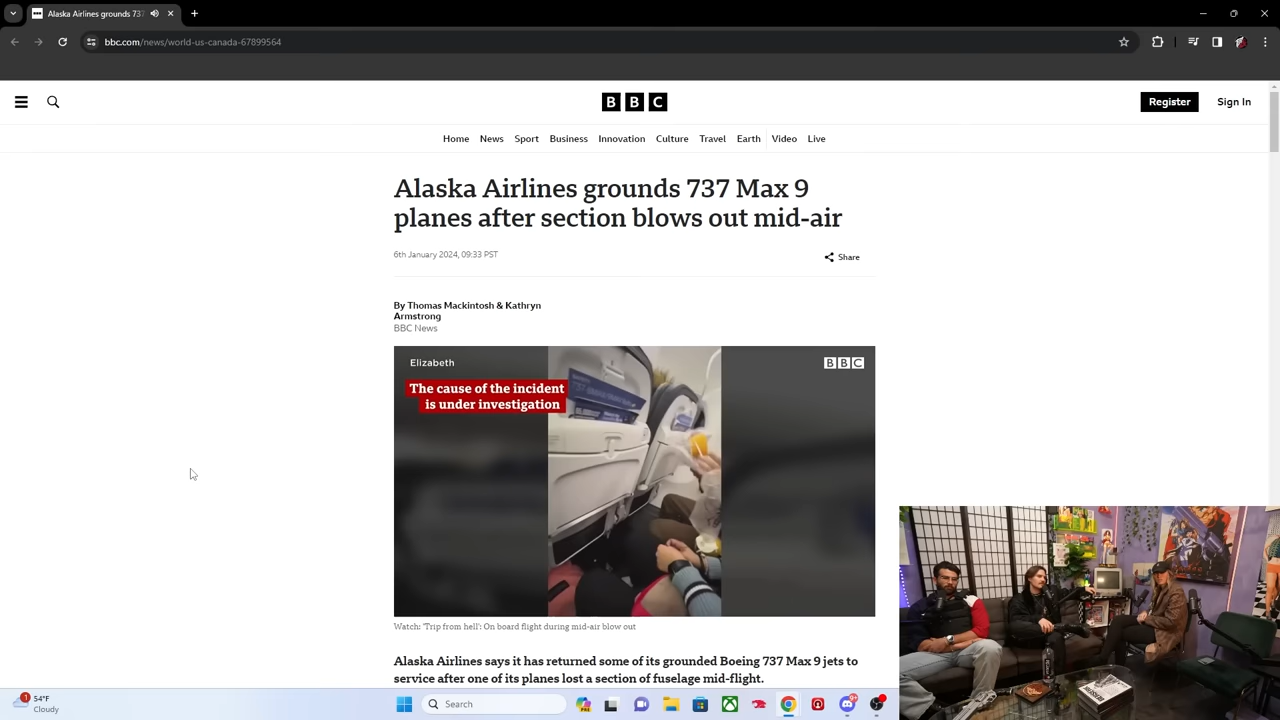 Alaska Airlines grounds 737
bbc.com/news/world-us-canada-67899564
BBC
Register
Sign In
Home
News
Sport
Business
Innovation
Culture
Travel
Earth
Video
Live
Alaska Airlines grounds 737 Max 9
planes after section blows out mid-air
6th January 2024, 09:33 PST
Share
By Thomas Mackintosh & Kathryn
Armstrong
BBC News
Elizabeth
BBC
The cause of the incident
is under investigation
Watch: 'Trip from hell': On board flight during mid-air blow out
Alaska Airlines says it has returned some of its grounded Boeing 737 Max 9 jets to
service after one of its planes lost a section of fuselage mid-flight.
1
54°F
Cloudy
Search